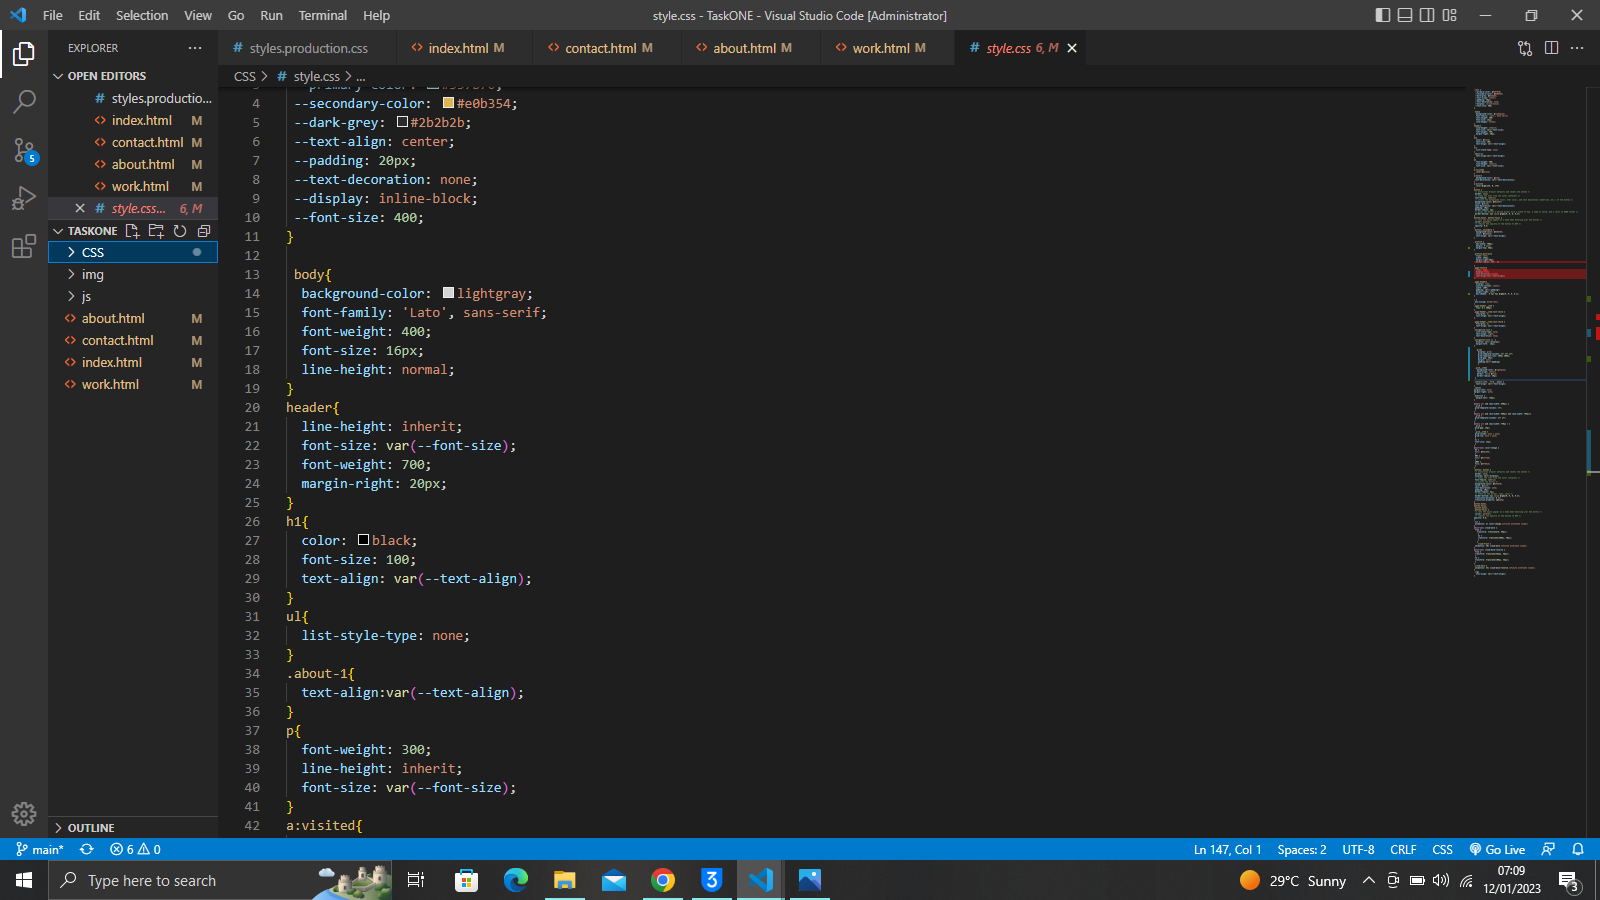 File Edit Selection View Go Run Terminal Help
style.css - TaskONE - Visual Studio Code [Administrator]
EXPLORER
OPEN EDITORS
# styles.productio...
<> index.html M
<> contact.html M
<> about.html M
<> work.html M
# style.css... 6, M
TASKONE
CSS
img
js
<> about.html M
<> contact.html M
<> index.html M
<> work.html M
OUTLINE
# styles.production.css
<> index.html M
<> contact.html M
<> about.html M
<> work.html M
# style.css 6, M
CSS > # style.css > ...
4 --secondary-color: #e0b354;
5 --dark-grey: #2b2b2b;
6 --text-align: center;
7 --padding: 20px;
8 --text-decoration: none;
9 --display: inline-block;
10 --font-size: 400;
11 }
12
13 body{
14 background-color: lightgray;
15 font-family: 'Lato', sans-serif;
16 font-weight: 400;
17 font-size: 16px;
18 line-height: normal;
19 }
20 header{
21 line-height: inherit;
22 font-size: var(--font-size);
23 font-weight: 700;
24 margin-right: 20px;
25 }
26 h1{
27 color: black;
28 font-size: 100;
29 text-align: var(--text-align);
30 }
31 ul{
32 list-style-type: none;
33 }
34 .about-1{
35 text-align:var(--text-align);
36 }
37 p{
38 font-weight: 300;
39 line-height: inherit;
40 font-size: var(--font-size);
41 }
42 a:visited{
5
main* 6 0
Ln 147, Col 1 Spaces: 2 UTF-8 CRLF CSS Go Live
Type here to search
3
29°C Sunny
07:09
12/01/2023
3